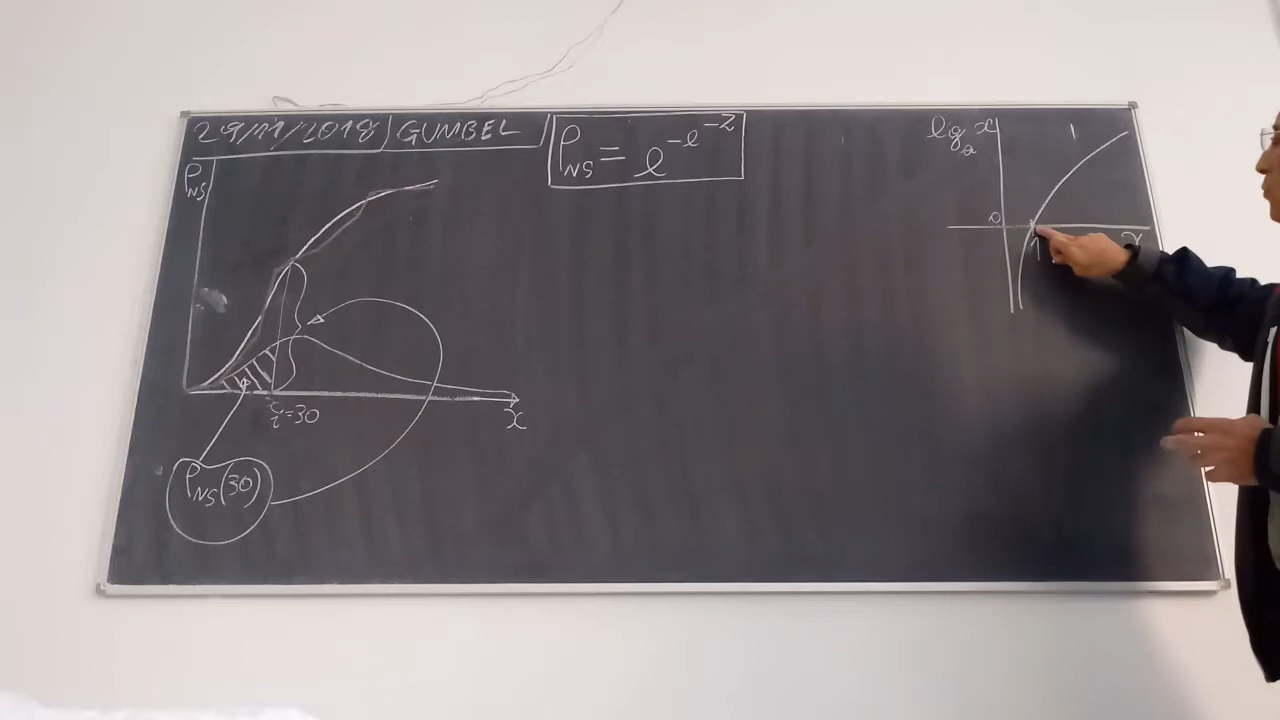 29/11/2018 | GUMBEL
P_NS = e^-e^-z
P_NS
x
i=30
P_NS(30)
log_a x
0
1
x